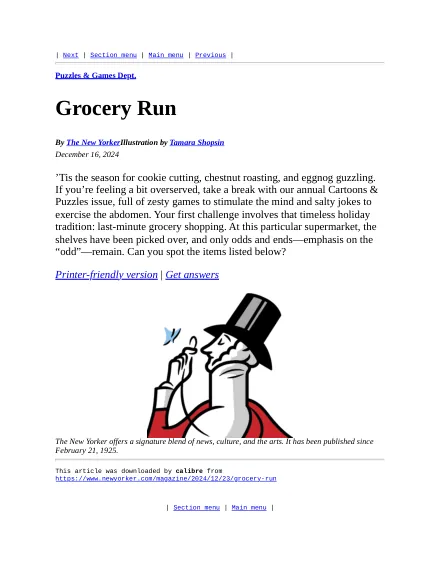 | Next | Section menu | Main menu | Previous |
Puzzles & Games Dept.
Grocery Run
By The New YorkerIllustration by Tamara Shopsin
December 16, 2024
’Tis the season for cookie cutting, chestnut roasting, and eggnog guzzling.
If you’re feeling a bit overserved, take a break with our annual Cartoons &
Puzzles issue, full of zesty games to stimulate the mind and salty jokes to
exercise the abdomen. Your first challenge involves that timeless holiday
tradition: last-minute grocery shopping. At this particular supermarket, the
shelves have been picked over, and only odds and ends—emphasis on the
“odd”—remain. Can you spot the items listed below?
Printer-friendly version | Get answers
The New Yorker offers a signature blend of news, culture, and the arts. It has been published since
February 21, 1925.
This article was downloaded by calibre from
https://www.newyorker.com/magazine/2024/12/23/grocery-run
| Section menu | Main menu |